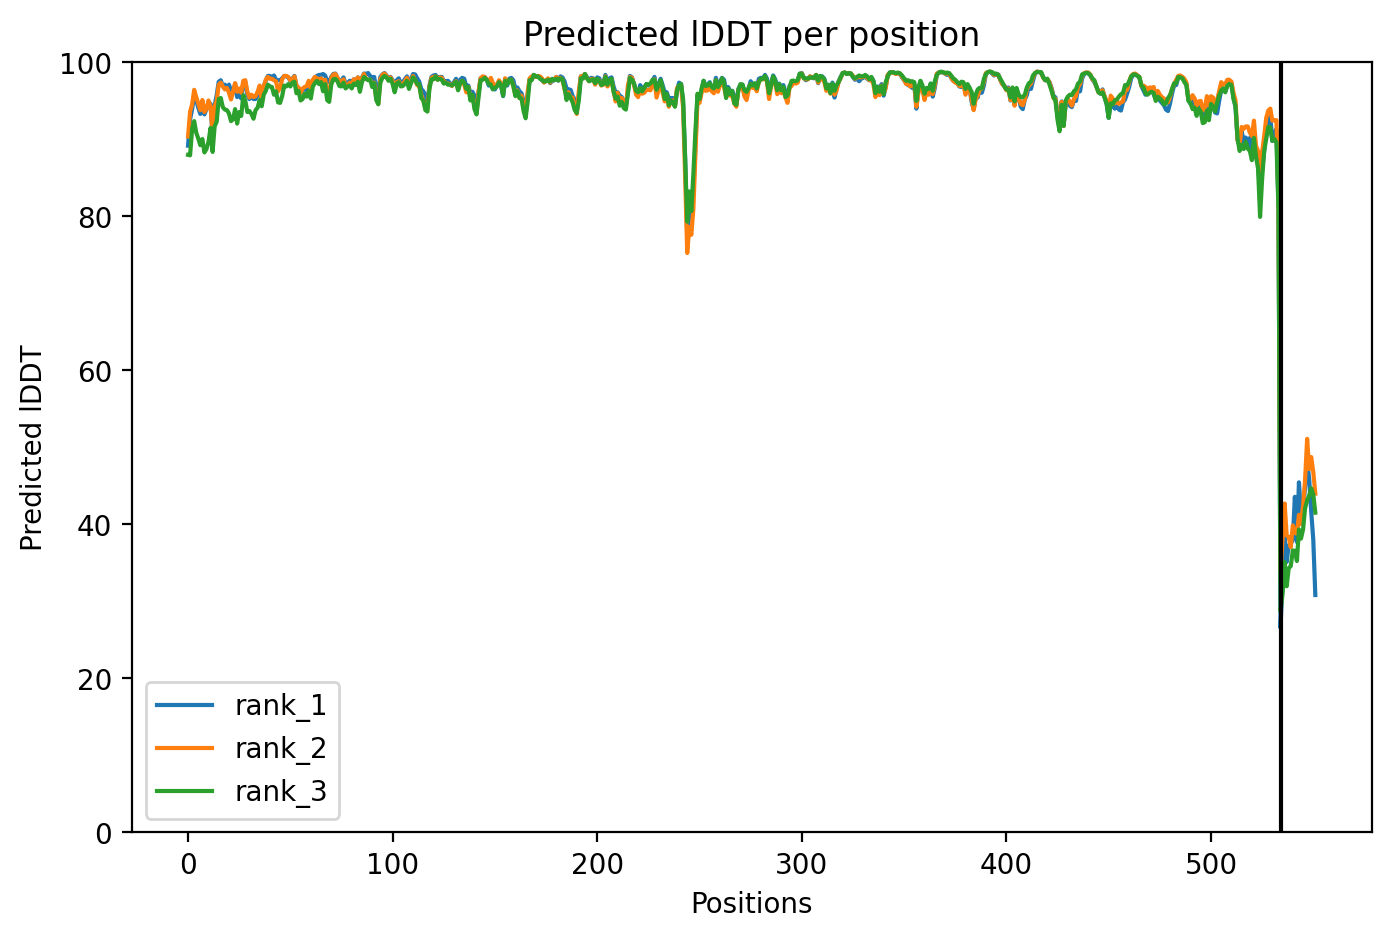 Predicted lDDT per position
Predicted lDDT
100
80
60
40
20
0
rank_1
rank_2
rank_3
0 100 200 300 400 500
Positions